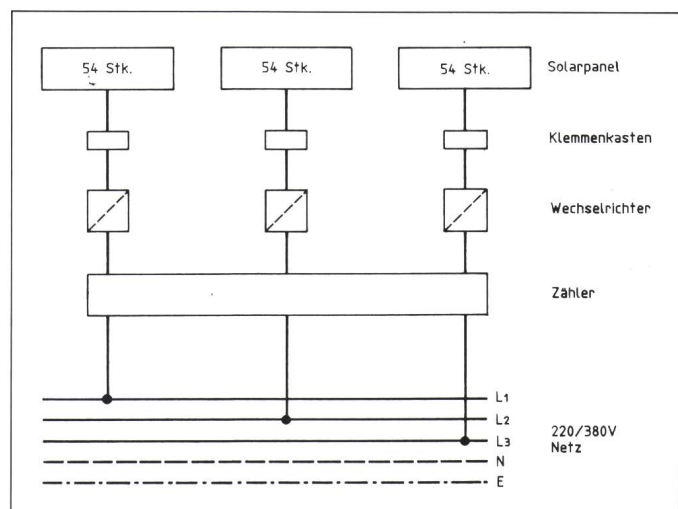 54 Stk. 54 Stk. 54 Stk. Solarpanel
Klemmenkasten
Wechselrichter
Zähler
L1
L2
L3
220/380V
Netz
N
E